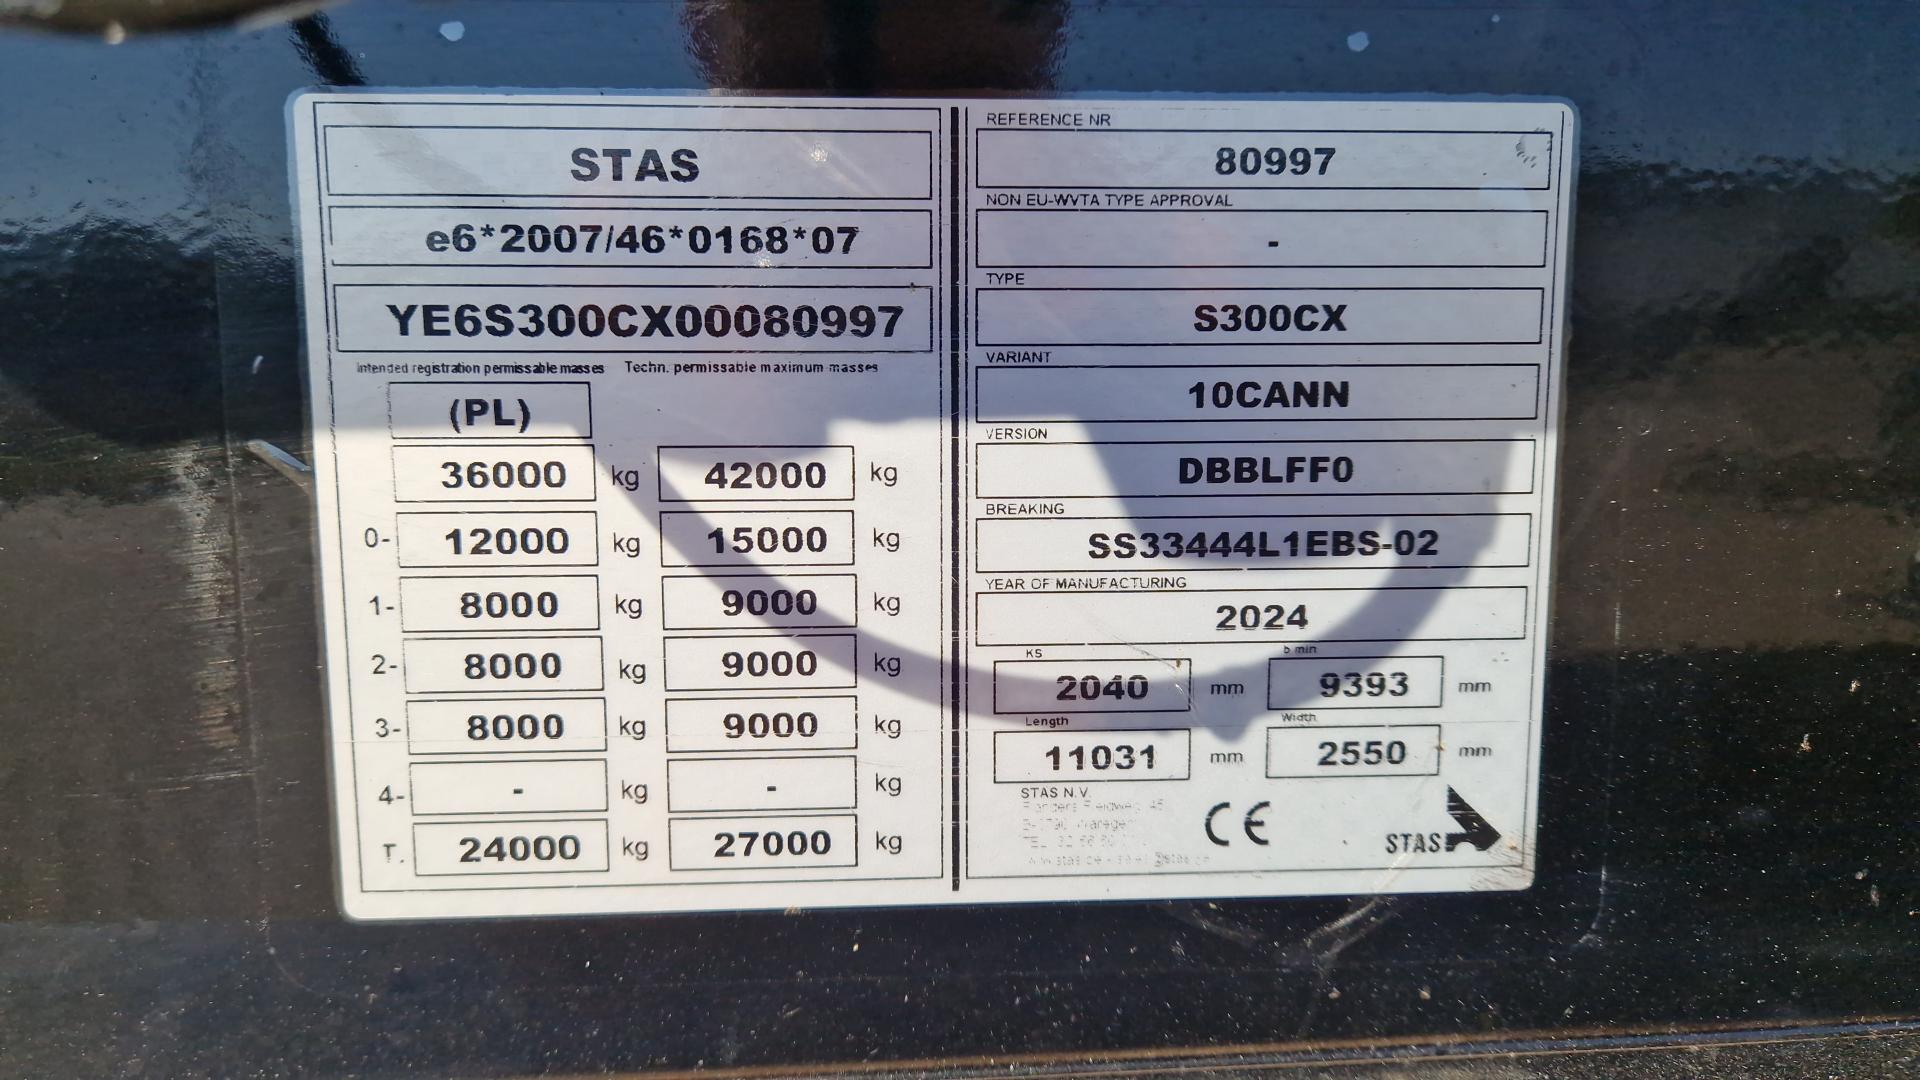 STAS
e6*2007/46*0168*07
YE6S300CX00080997
Intended registration permissable masses Techn. permissable maximum masses
(PL)
36000 kg 42000 kg
0- 12000 kg 15000 kg
1- 8000 kg 9000 kg
2- 8000 kg 9000 kg
3- 8000 kg 9000 kg
4- - kg - kg
T. 24000 kg 27000 kg
REFERENCE NR
80997
NON EU-WVTA TYPE APPROVAL
-
TYPE
S300CX
VARIANT
10CANN
VERSION
DBBLFF0
BREAKING
SS33444L1EBS-02
YEAR OF MANUFACTURING
2024
KS b min
2040 mm 9393 mm
Length Width
11031 mm 2550 mm
STAS N.V.
CE
STAS